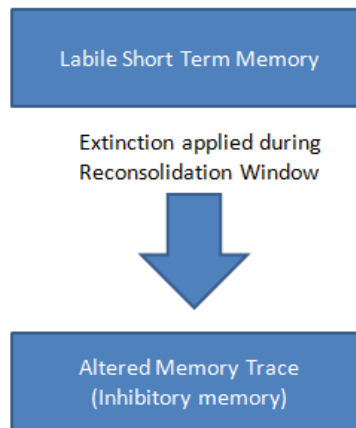 Labile Short Term Memory
Extinction applied during
Reconsolidation Window
Altered Memory Trace
(Inhibitory memory)